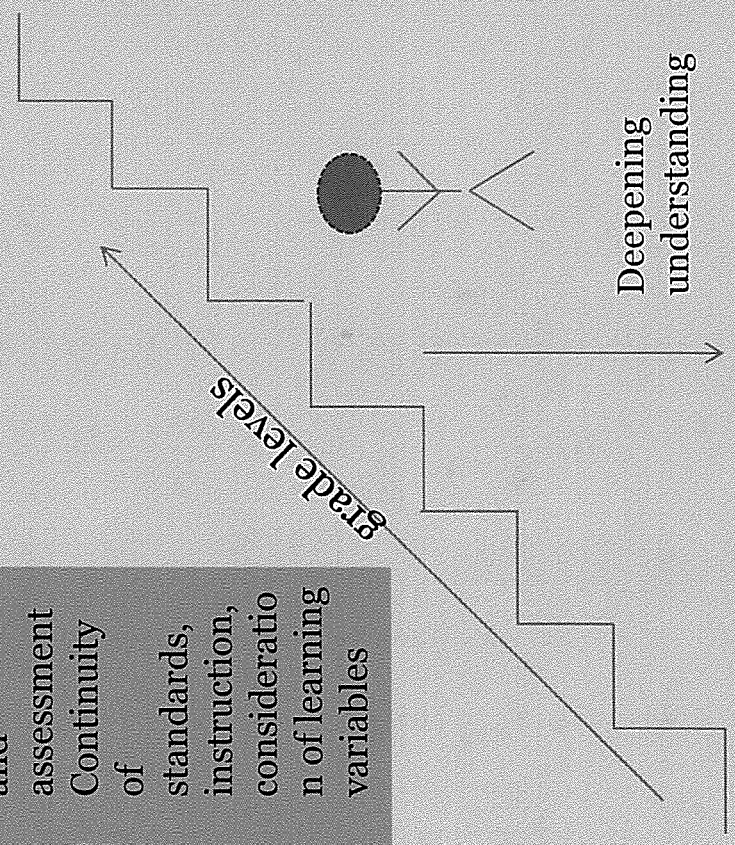 and
assessment
Continuity
of
standards,
instruction,
consideratio
n of learning
variables
grade levels
Deepening
understanding